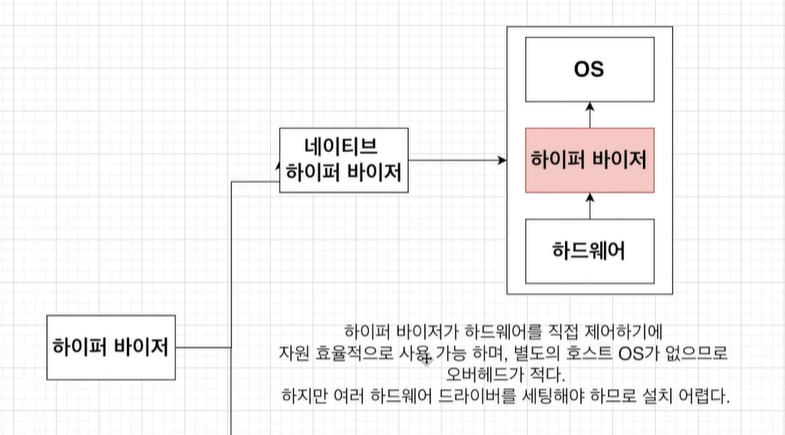 OS
네이티브
하이퍼 바이저
하이퍼 바이저
하드웨어
하이퍼 바이저
하이퍼 바이저가 하드웨어를 직접 제어하기에
자원 효율적으로 사용 가능 하며, 별도의 호스트 OS가 없으므로
오버헤드가 적다.
하지만 여러 하드웨어 드라이버를 세팅해야 하므로 설치 어렵다.